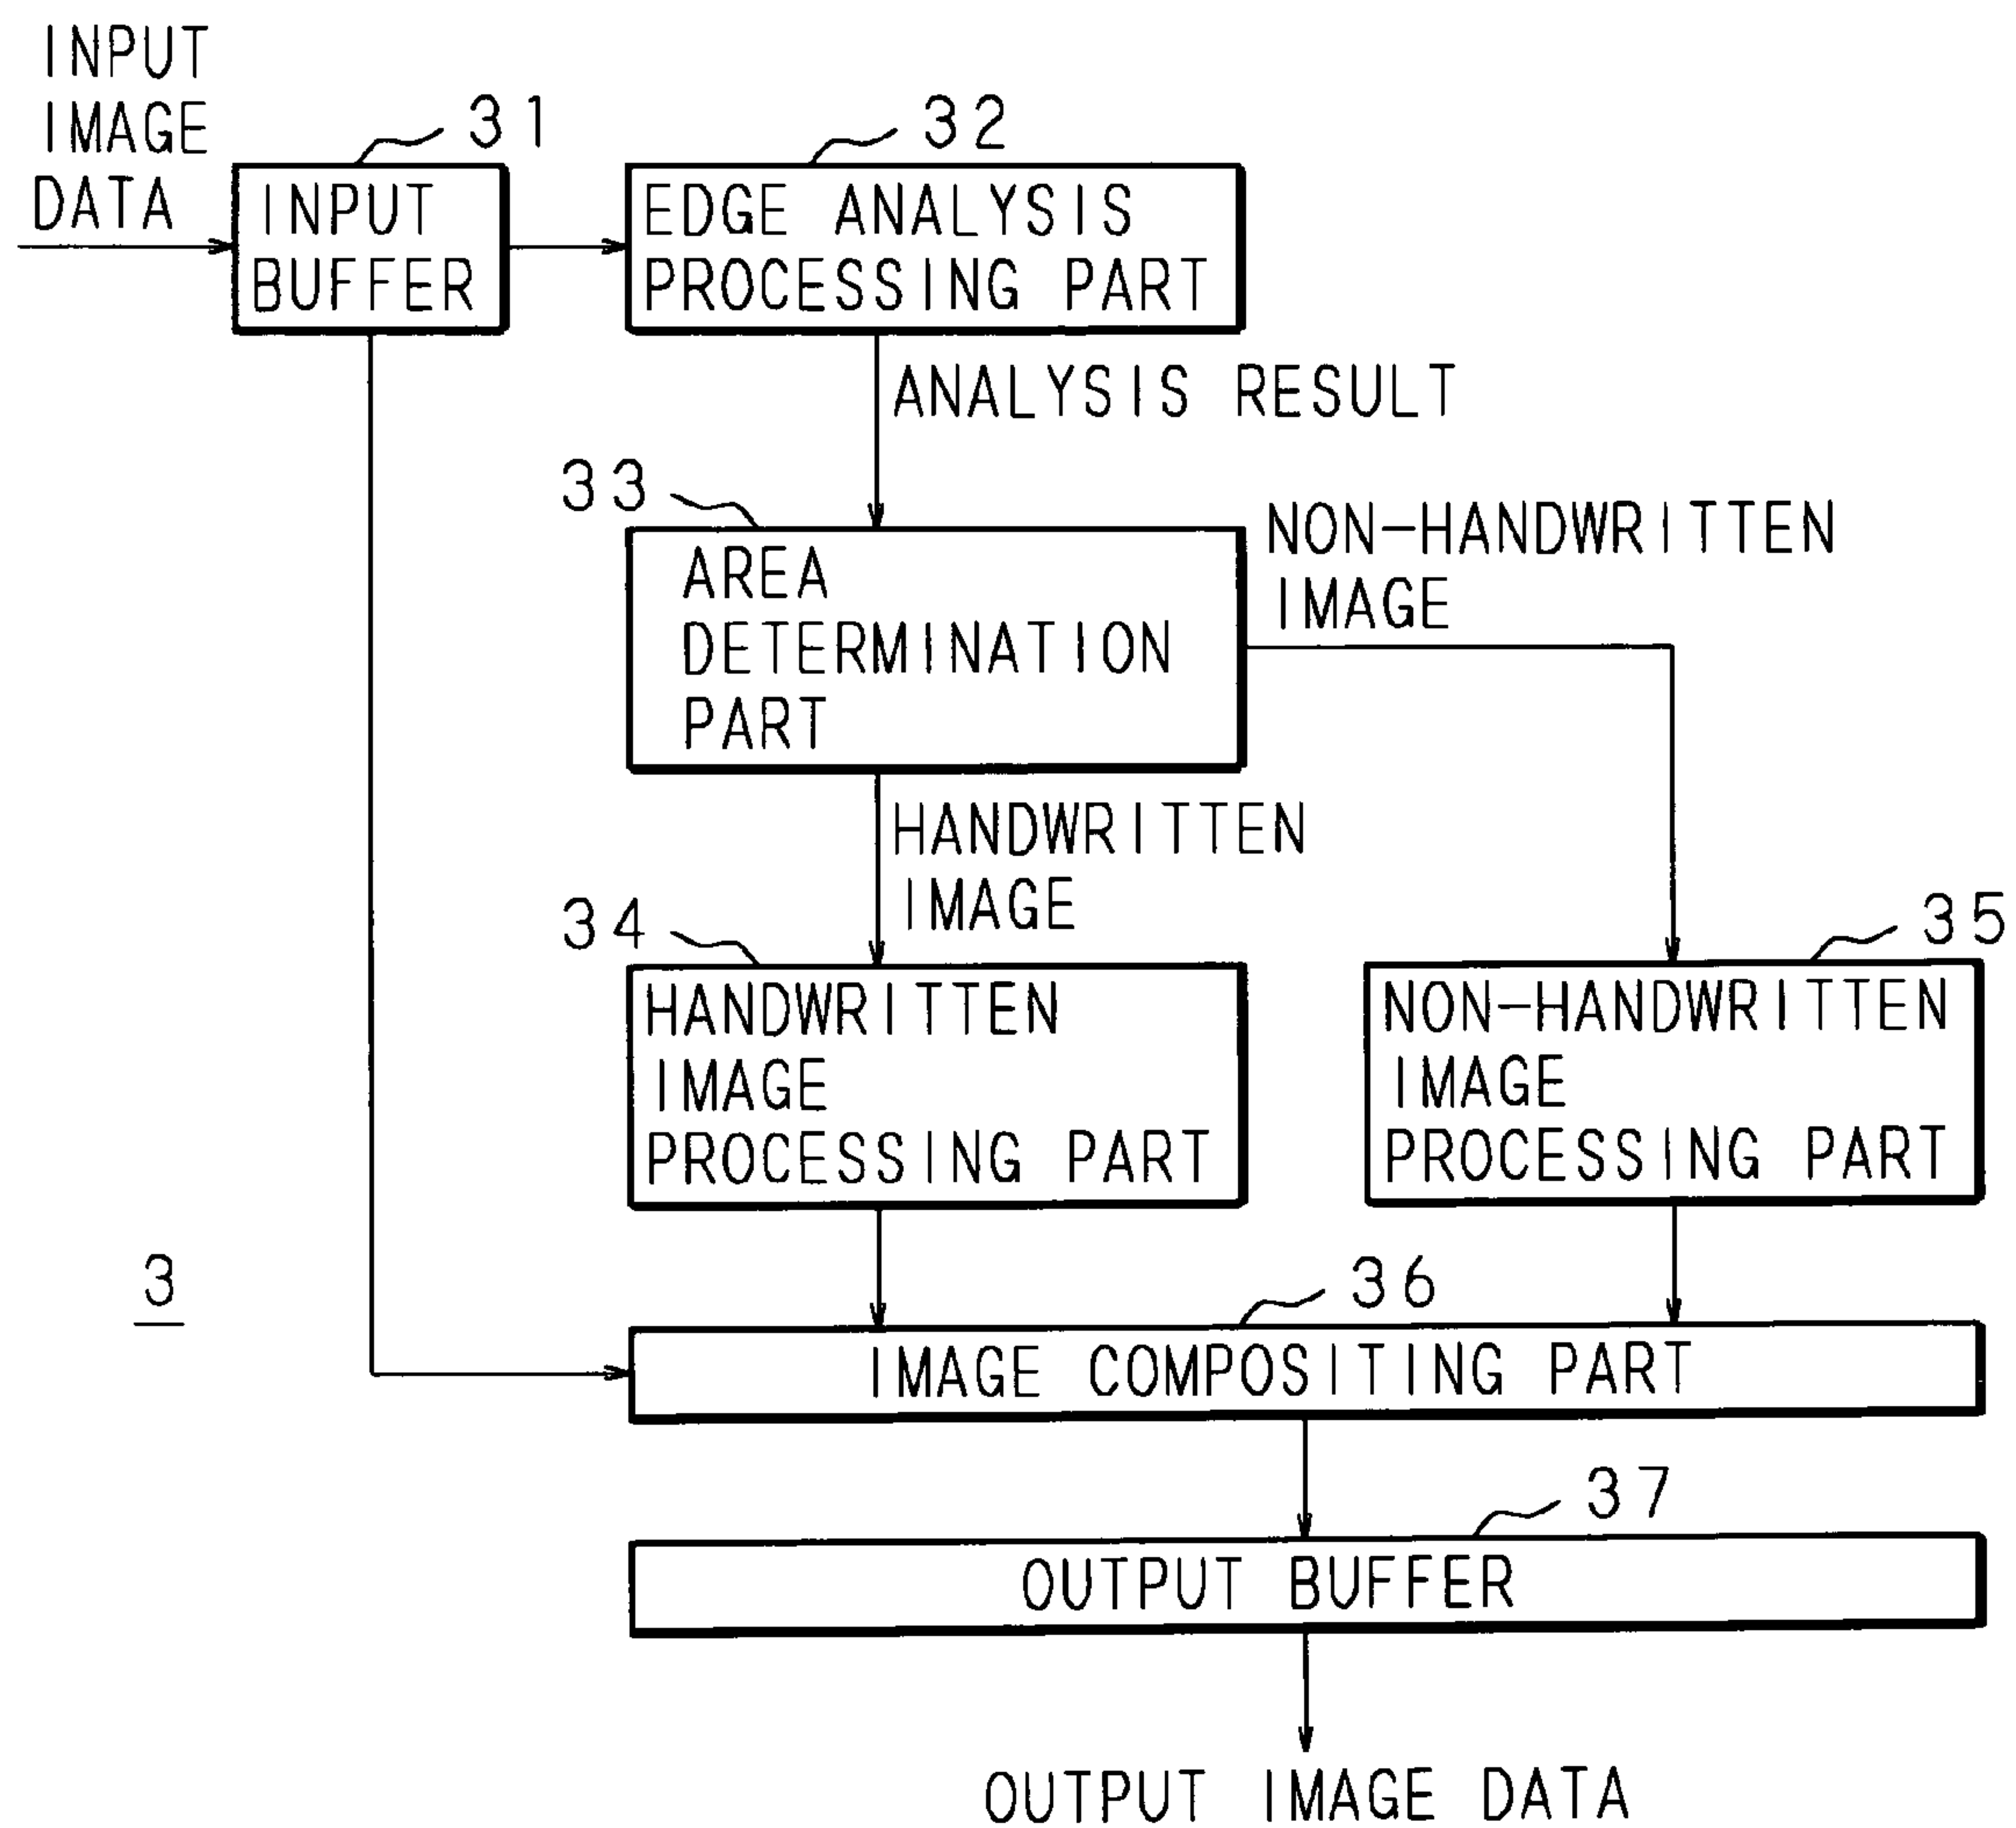 INPUT
IMAGE
DATA
31
INPUT
BUFFER
32
EDGE ANALYSIS
PROCESSING PART
ANALYSIS RESULT
33
AREA
DETERMINATION
PART
NON-HANDWRITTEN
IMAGE
HANDWRITTEN
IMAGE
34
HANDWRITTEN
IMAGE
PROCESSING PART
35
NON-HANDWRITTEN
IMAGE
PROCESSING PART
3
36
IMAGE COMPOSITING PART
37
OUTPUT BUFFER
OUTPUT IMAGE DATA